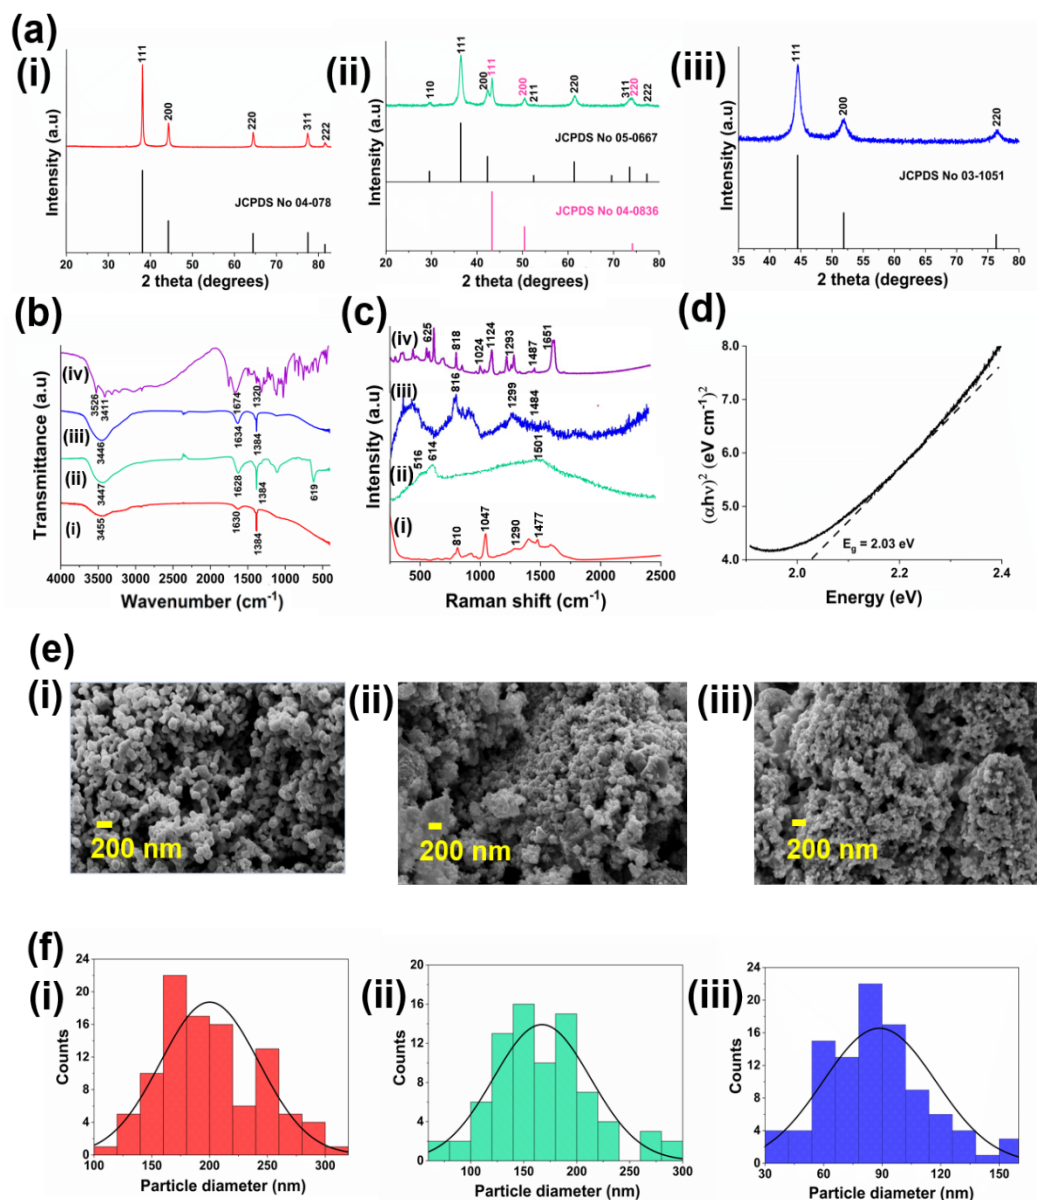 (a)
(i)
Intensity (a.u)
111
200
220
311
222
JCPDS No 04-078
20 30 40 50 60 70 80
2 theta (degrees)
(ii)
Intensity (a.u)
110
111
200
111
200
211
220
311
220
222
JCPDS No 05-0667
JCPDS No 04-0836
20 30 40 50 60 70 80
2 theta (degrees)
(iii)
Intensity (a.u)
111
200
220
JCPDS No 03-1051
35 40 45 50 55 60 65 70 75 80
2 theta (degrees)
(b)
Transmittance (a.u)
(iv)
3526
3411
1674
1320
(iii)
3446
1634
1384
(ii)
3447
1628
1384
619
(i)
3455
1630
1384
4000 3500 3000 2500 2000 1500 1000 500
Wavenumber (cm-1)
(c)
Intensity (a.u)
(iv)
625
818
1024
1124
1293
1487
1651
(iii)
816
1299
1484
(ii)
516
614
1501
(i)
810
1047
1290
1477
500 1000 1500 2000 2500
Raman shift (cm-1)
(d)
(αhν)2 (eV cm-1)2
8.0
7.0
6.0
5.0
4.0
Eg = 2.03 eV
2.0 2.2 2.4
Energy (eV)
(e)
(i)
200 nm
(ii)
200 nm
(iii)
200 nm
(f)
(i)
Counts
24
20
16
12
8
4
0
100 150 200 250 300
Particle diameter (nm)
(ii)
Counts
20
16
12
8
4
0
100 150 200 250 300
Particle diameter (nm)
(iii)
Counts
24
20
16
12
8
4
0
30 60 90 120 150
Particle diameter (nm)